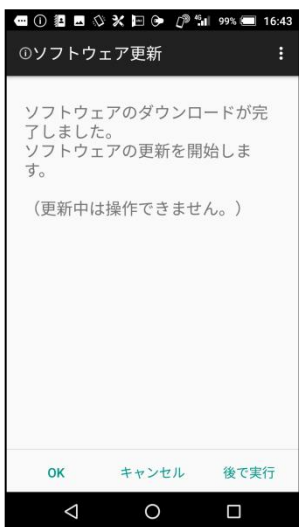 99% 16:43
ソフトウェア更新
ソフトウェアのダウンロードが完
了しました。
ソフトウェアの更新を開始しま
す。
（更新中は操作できません。）
OK キャンセル 後で実行